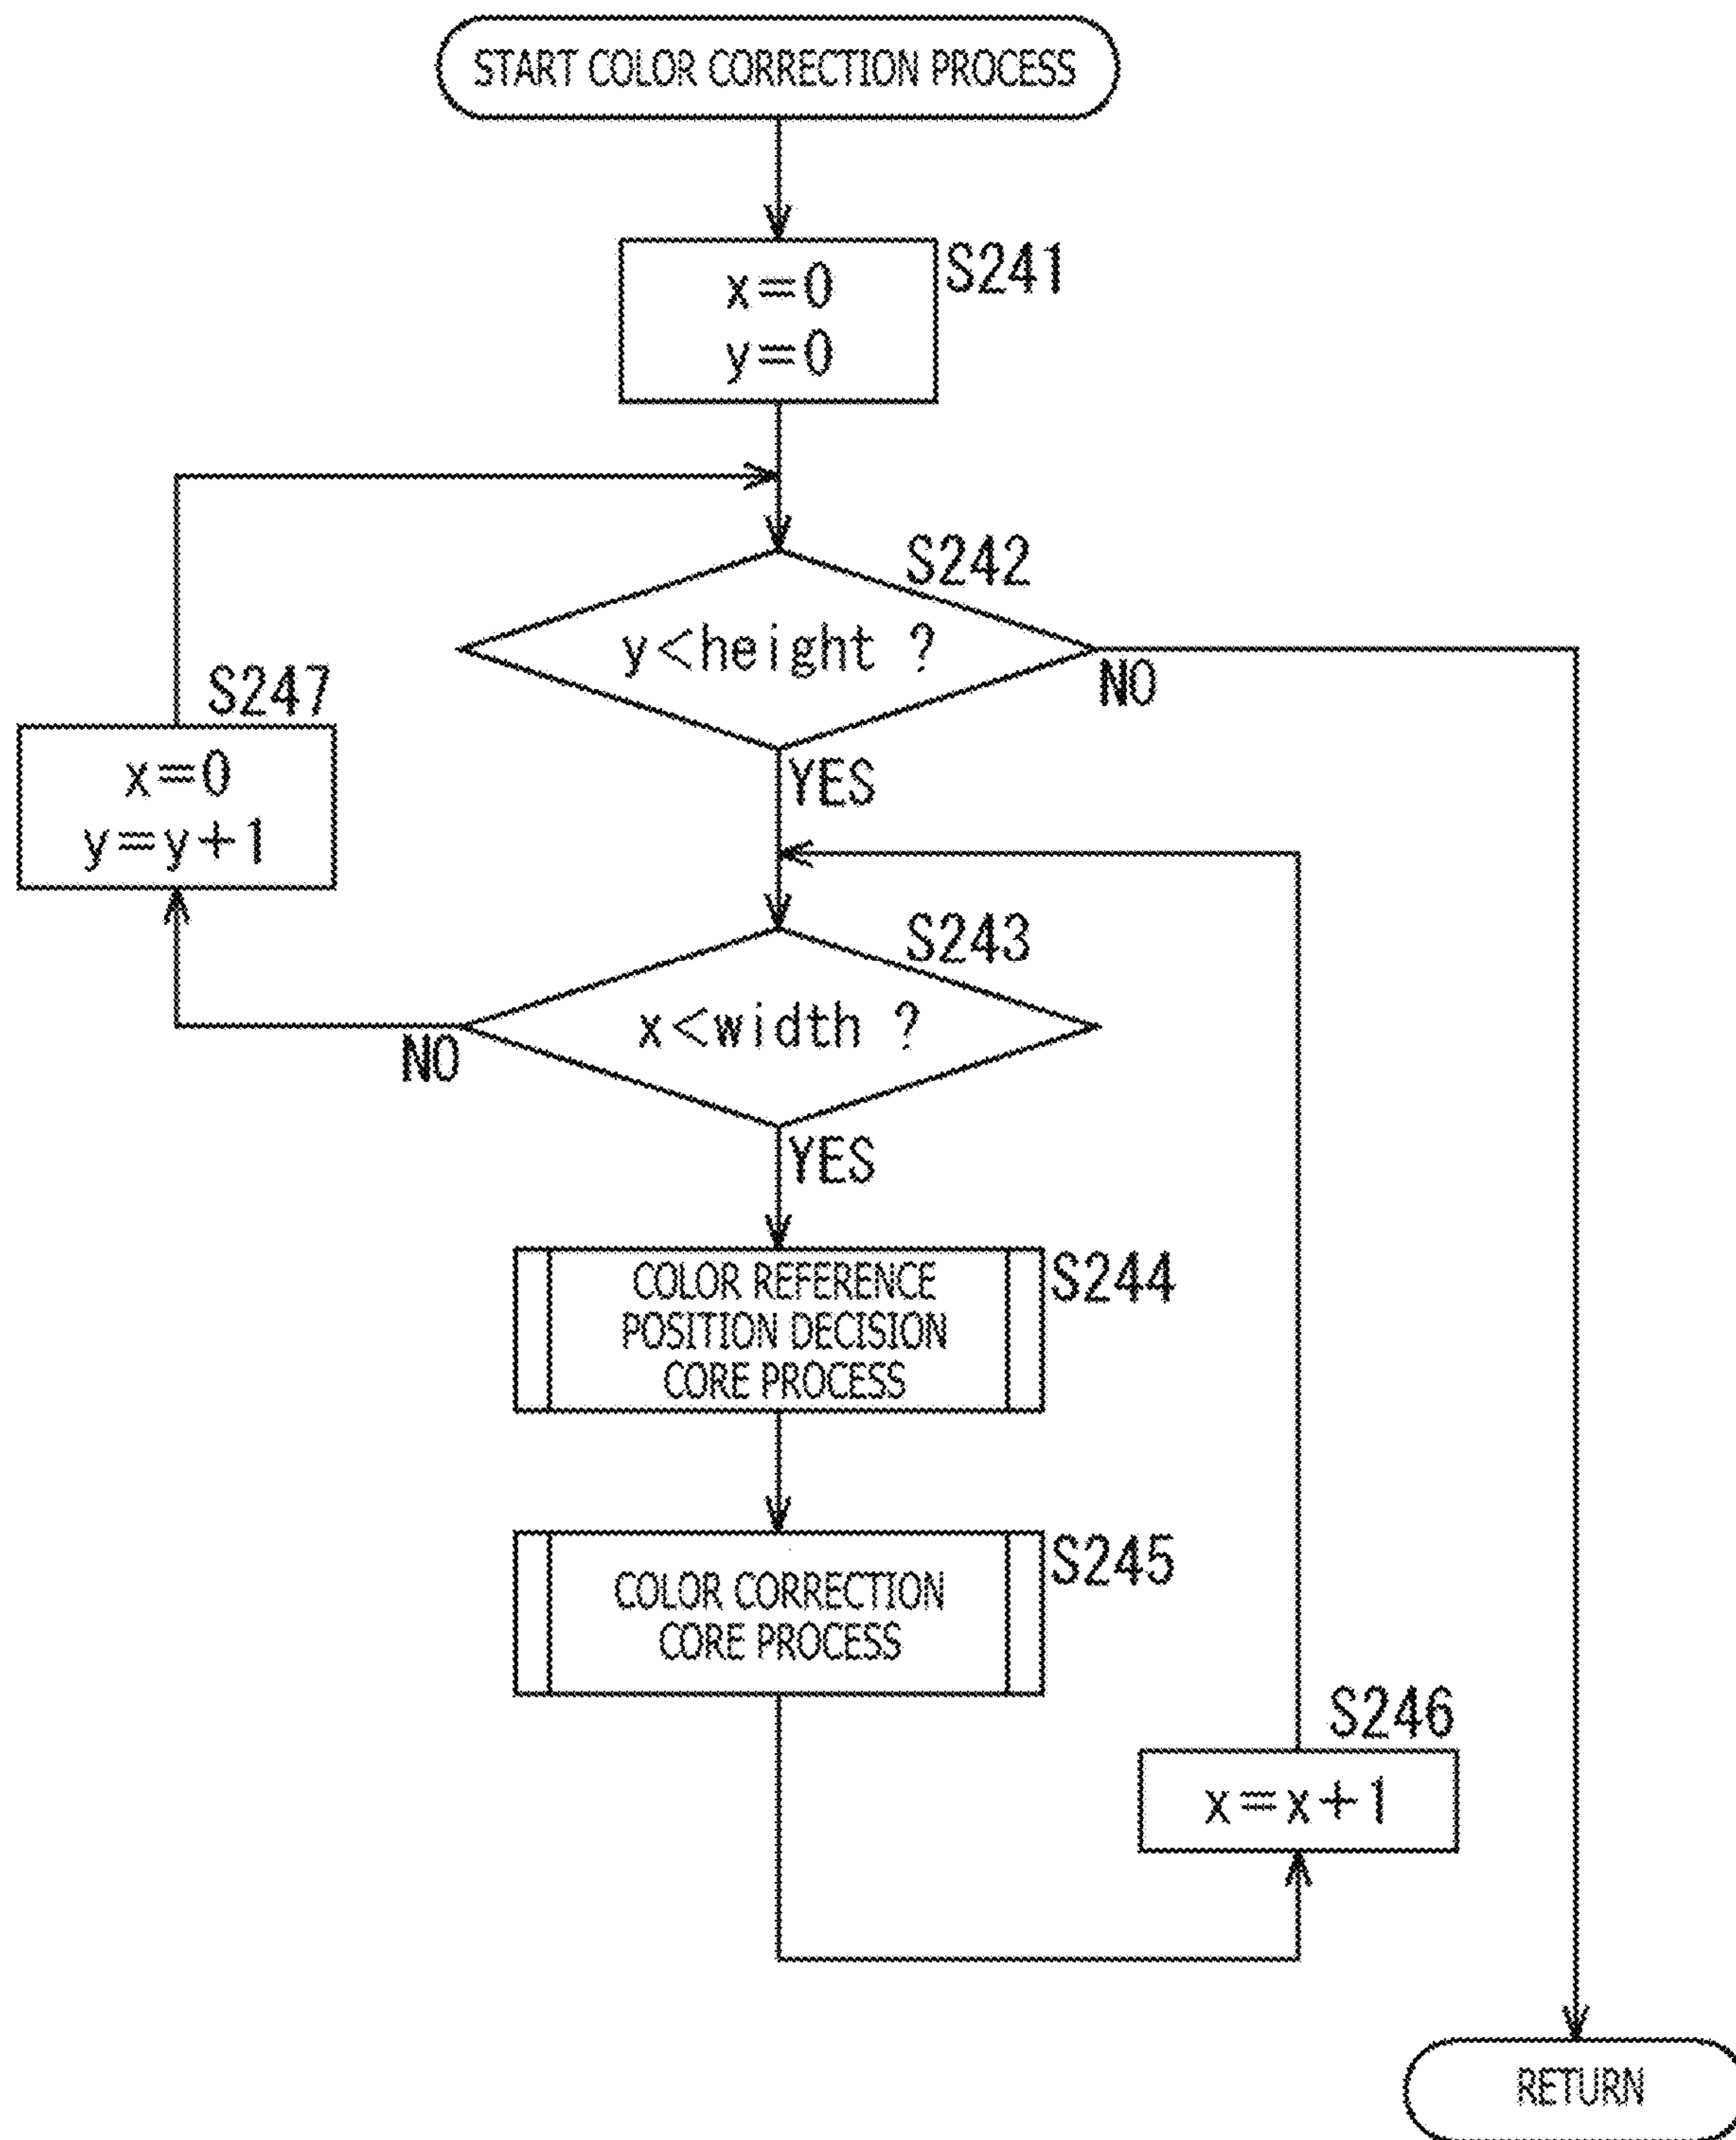 START COLOR CORRECTION PROCESS
S241
x=0
y=0
S242
y<height ?
NO
YES
S247
x=0
y=y+1
S243
x<width ?
NO
YES
S244
COLOR REFERENCE
POSITION DECISION
CORE PROCESS
S245
COLOR CORRECTION
CORE PROCESS
S246
x=x+1
RETURN